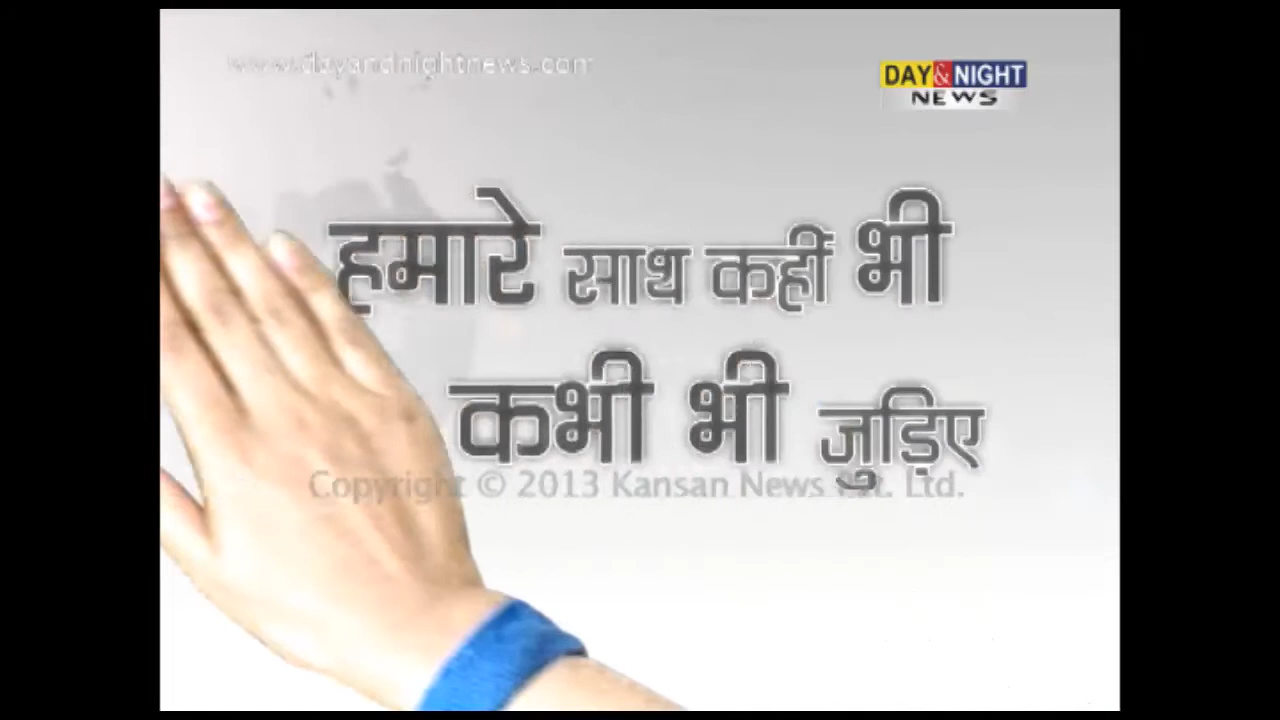 www.dayandnightnews.com
DAY&NIGHT
NEWS
हमारे साथ कहीं भी
कभी भी जुड़िए
Copyright © 2013 Kansan News Pvt. Ltd.